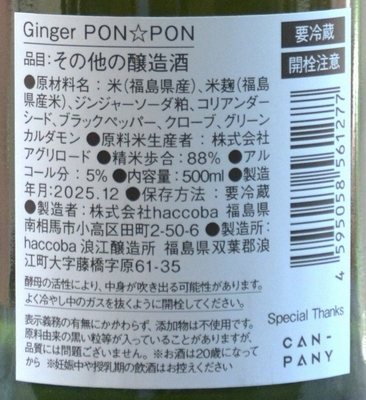 Ginger PON☆PON
品目：その他の醸造酒
要冷蔵
開栓注意
●原材料名：米(福島県産)、米麹(福島
県産米)、ジンジャーソーダ粕、コリアンダー
シード、ブラックペッパー、クローブ、グリーン
カルダモン ●原料米生産者：株式会社
アグリロード ●精米歩合：88% ●アル
コール分：5% ●内容量：500ml ●製造
年月：2025.12 ●保存方法：要冷蔵
●製造者：株式会社haccoba 福島県
南相馬市小高区田町2-50-6 ●製造所：
haccoba 浪江醸造所 福島県双葉郡浪
江町大字藤橋字原61-35
酵母の活性により、中身が吹き出る可能性があります。
よく冷やし中のガスを抜くように開栓してください。
表示義務の有無にかかわらず、添加物は不使用です。
原料由来の黒い粒等が入っていることがありますが、
品質には問題ございません。※お酒は20歳になって
から ※妊娠中や授乳期の飲酒はお控えください
4 595058 561277
Special Thanks
CAN-
PANY